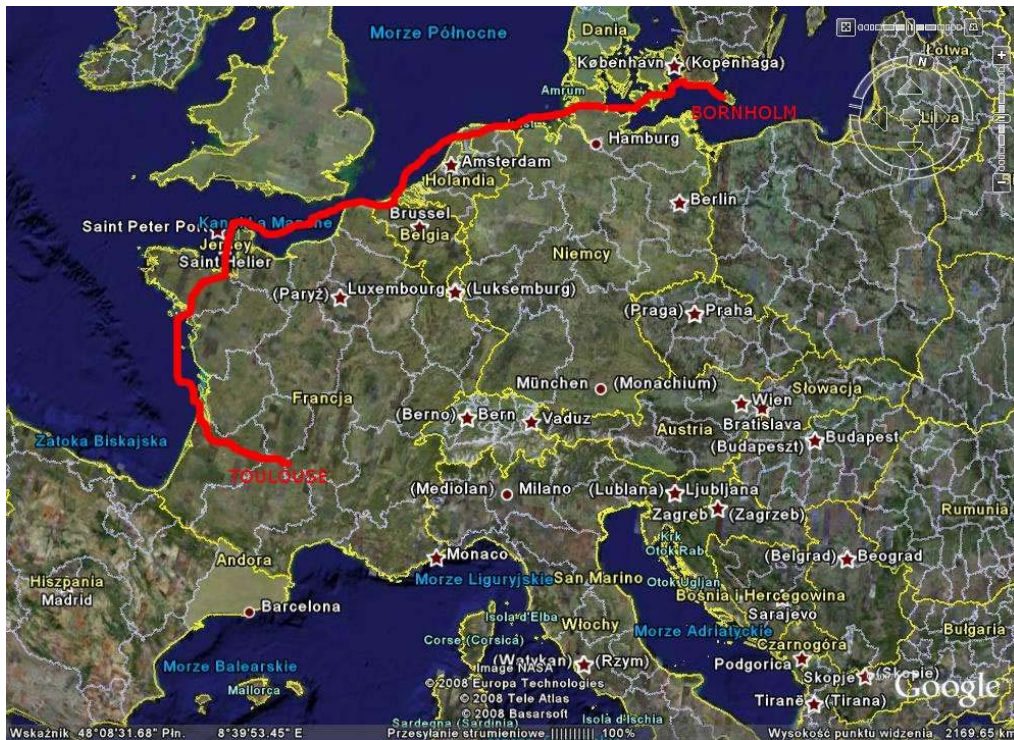 Morze Północne
Dania
København (Kopenhaga)
Łotwa
N
Amrum
BORNHOLM
Litwa
Hamburg
Amsterdam
Holandia
Berlin
Saint Peter Port
Brussel
Belgia
Jersey
Saint Helier
Niemcy
(Paryż)
Luxembourg (Luksemburg)
(Praga) Praha
München (Monachium)
Słowacja
Francja
Wien
(Berno) Bern
Vaduz
Bratislava
Austria
(Budapeszt) Budapest
Zatoka Biskajska
TOULOUSE
(Mediolan) Milano
(Lublana) Ljubljana
Zagreb (Zagrzeb)
Rumunia
Krk
Otok Rab
Andora
Monaco
(Belgrad) Beograd
Hiszpania
Madrid
Morze Liguryjskie
San Marino
Otok Ugljan
Bośnia i Hercegowina
Barcelona
Isola d'Elba
Sarajevo
Włochy
Corse (Corsica)
Morze Adriatyckie
Bułgaria
Czarnogóra
Morze Balearskie
(Watykan) (Rzym)
Podgorica
Skopje (Skopie)
Mallorca
Image NASA
© 2008 Europa Technologies
© 2008 Tele Atlas
© 2008 Basarsoft
Google
Tiranë (Tirana)
Sardegna (Sardinia)
Isola d'Ischia
Wskaźnik 48°08'31.68" Płn. 8°39'53.45" E Przesyłanie strumieniowe 100% Wysokość punktu widzenia 2169.65 km